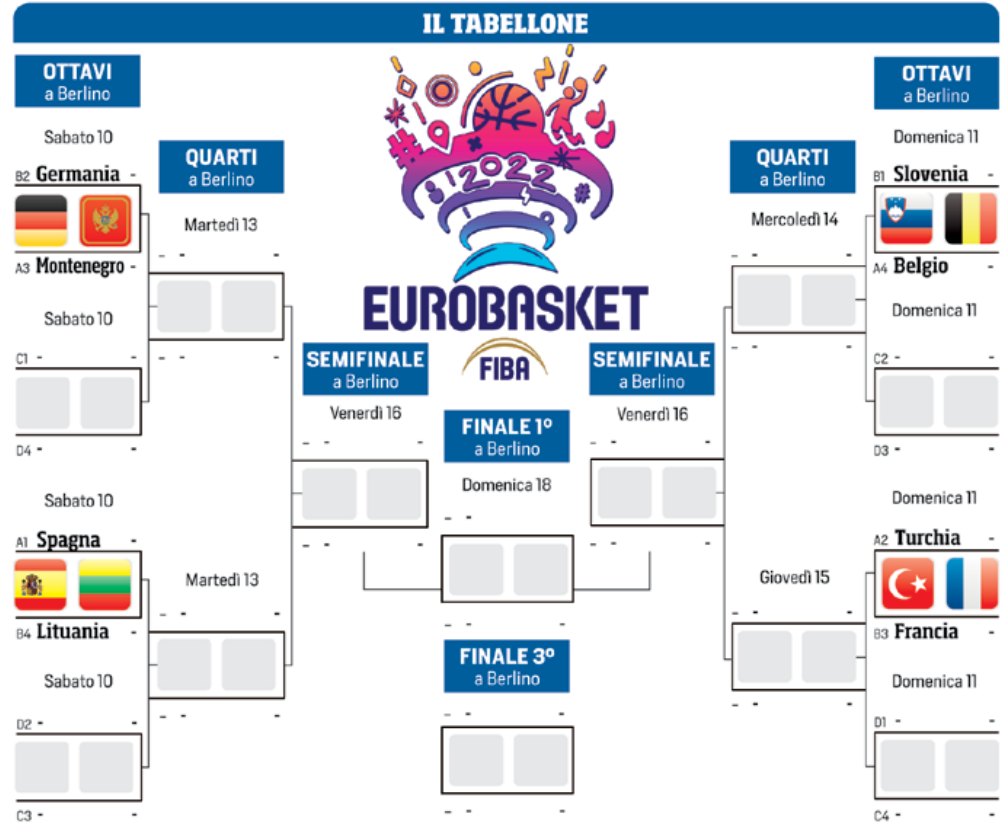 IL TABELLONE
OTTAVI
a Berlino
Sabato 10
B2 Germania -
A3 Montenegro -
Sabato 10
C1 - -
D4 - -
Sabato 10
A1 Spagna -
B4 Lituania -
Sabato 10
D2 - -
C3 - -
QUARTI
a Berlino
Martedì 13
- - -
- - -
Martedì 13
- - -
- - -
2022
EUROBASKET
FIBA
SEMIFINALE
a Berlino
Venerdì 16
- - -
- - -
FINALE 1º
a Berlino
Domenica 18
- -
- - -
FINALE 3º
a Berlino
- - -
- - -
SEMIFINALE
a Berlino
Venerdì 16
- - -
- - -
QUARTI
a Berlino
Mercoledì 14
- - -
- - -
Giovedì 15
- - -
- - -
OTTAVI
a Berlino
Domenica 11
B1 Slovenia -
A4 Belgio -
Domenica 11
C2 - -
D3 - -
Domenica 11
A2 Turchia -
B3 Francia -
Domenica 11
D1 - -
C4 - -